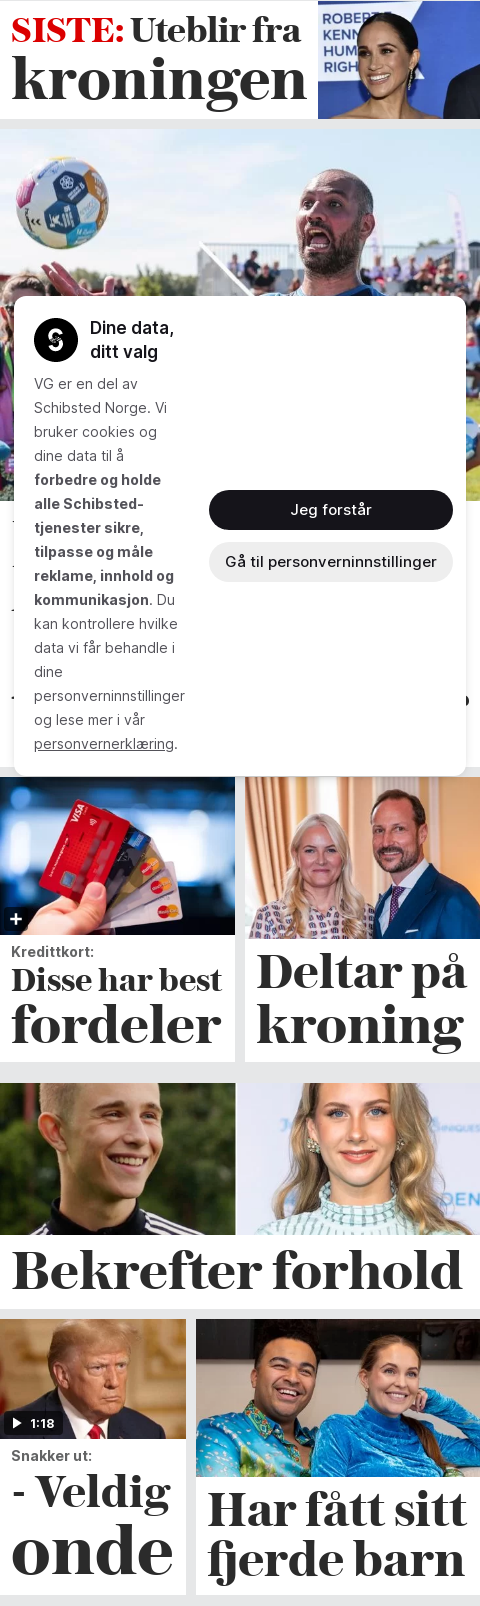 SISTE: Uteblir fra
kroningen
ROBERT F
KENN
HUM
RIGH
Dine data,
ditt valg
VG er en del av
Schibsted Norge. Vi
bruker cookies og
dine data til å
forbedre og holde
alle Schibsted-
tjenester sikre,
tilpasse og måle
reklame, innhold og
kommunikasjon. Du
kan kontrollere hvilke
data vi får behandle i
dine
personverninnstillinger
og lese mer i vår
personvernerklæring.
Jeg forstår
Gå til personverninnstillinger
VISA
Kredittkort:
Disse har best
fordeler
Deltar på
kroning
Bekrefter forhold
1:18
Snakker ut:
- Veldig
onde
Har fått sitt
fjerde barn